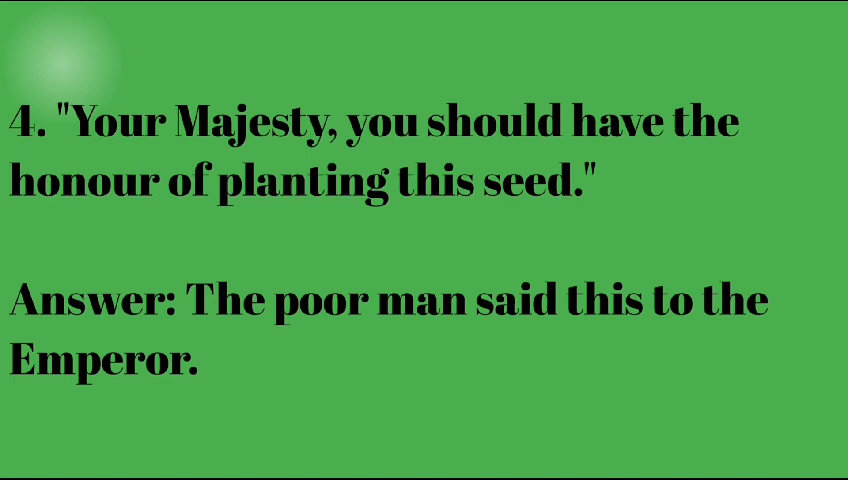 4. "Your Majesty, you should have the
honour of planting this seed."
Answer: The poor man said this to the
Emperor.